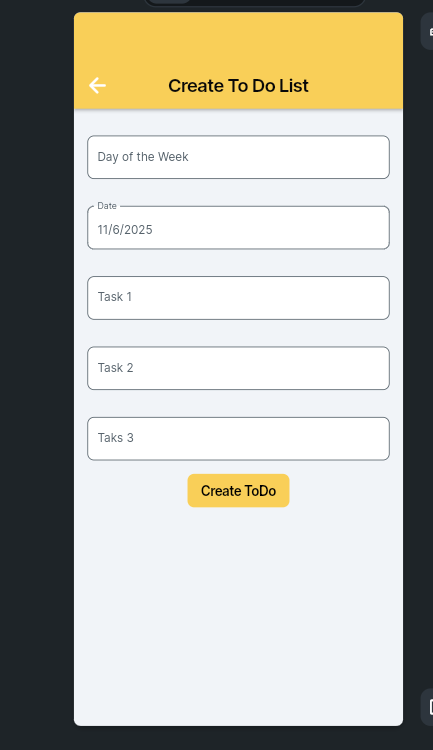 Create To Do List
Day of the Week
Date
11/6/2025
Task 1
Task 2
Taks 3
Create ToDo